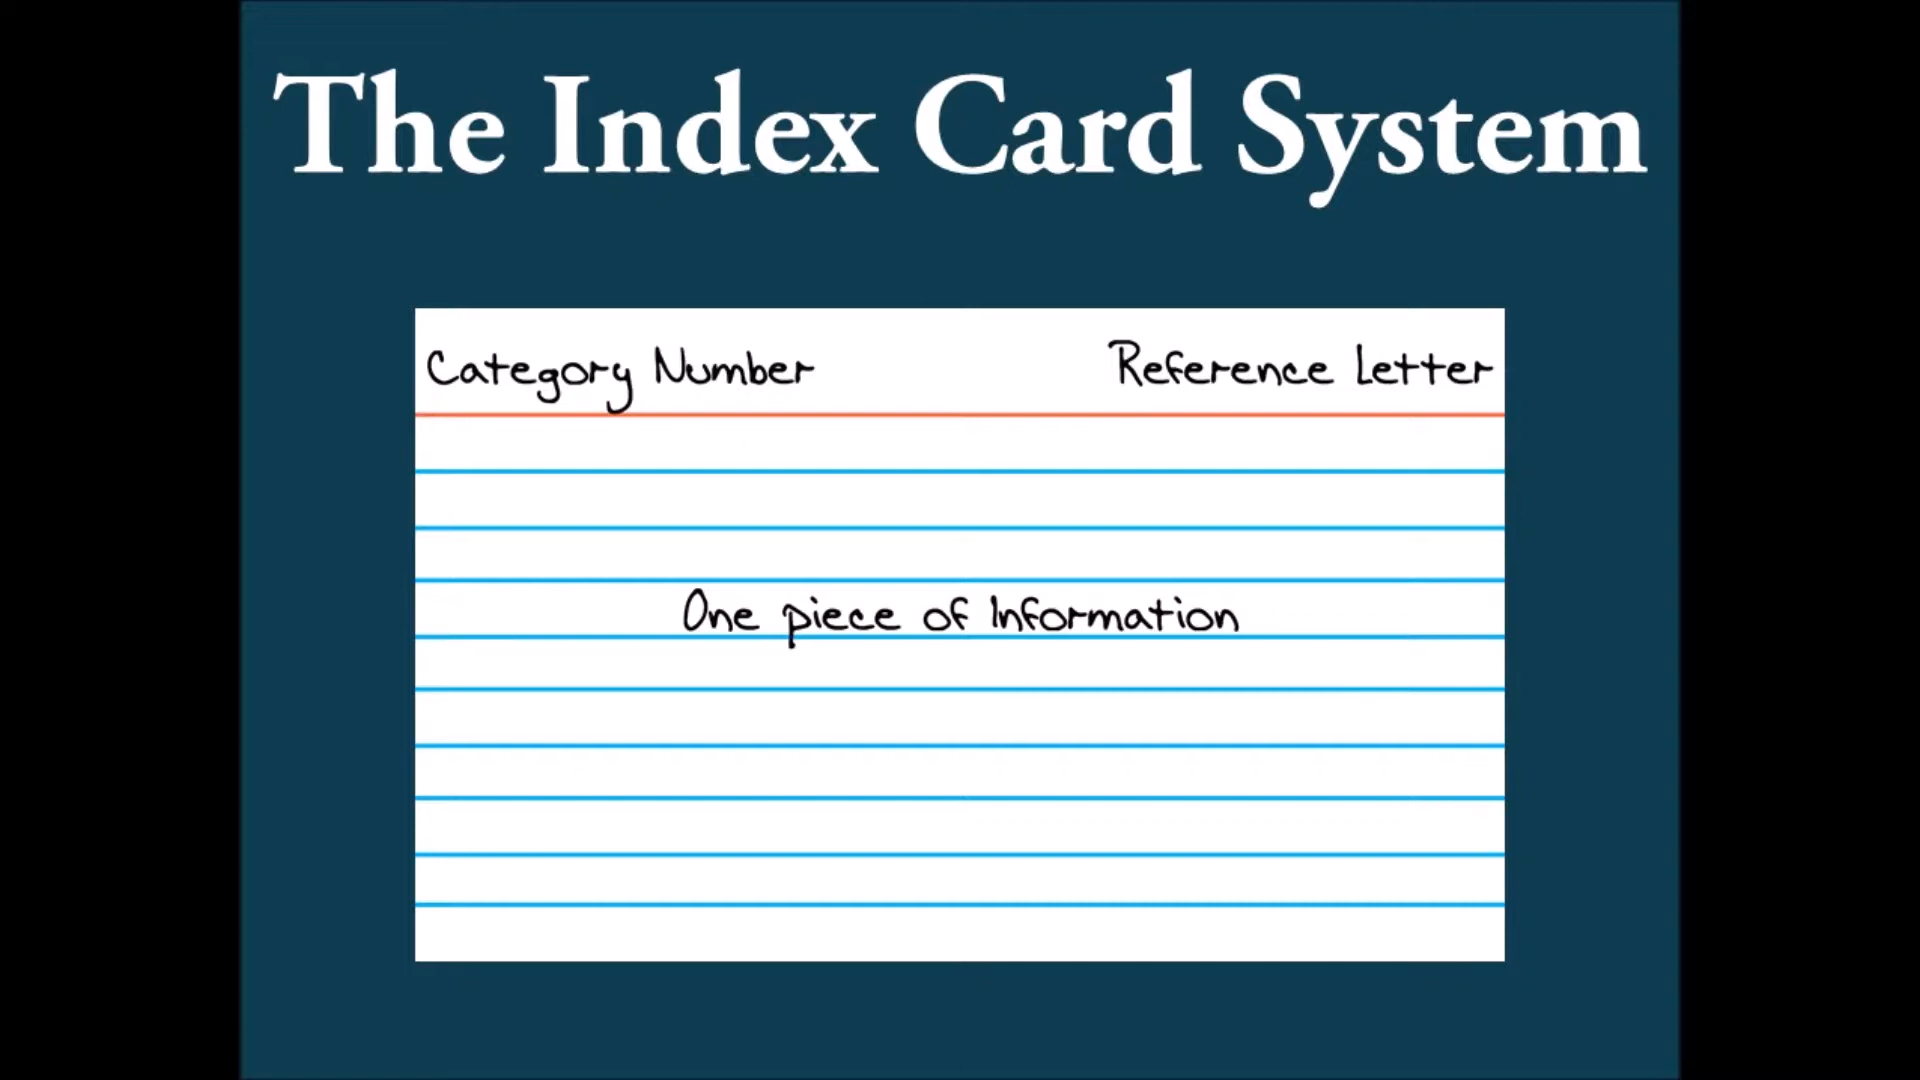 The Index Card System
Category Number Reference Letter
One piece of Information